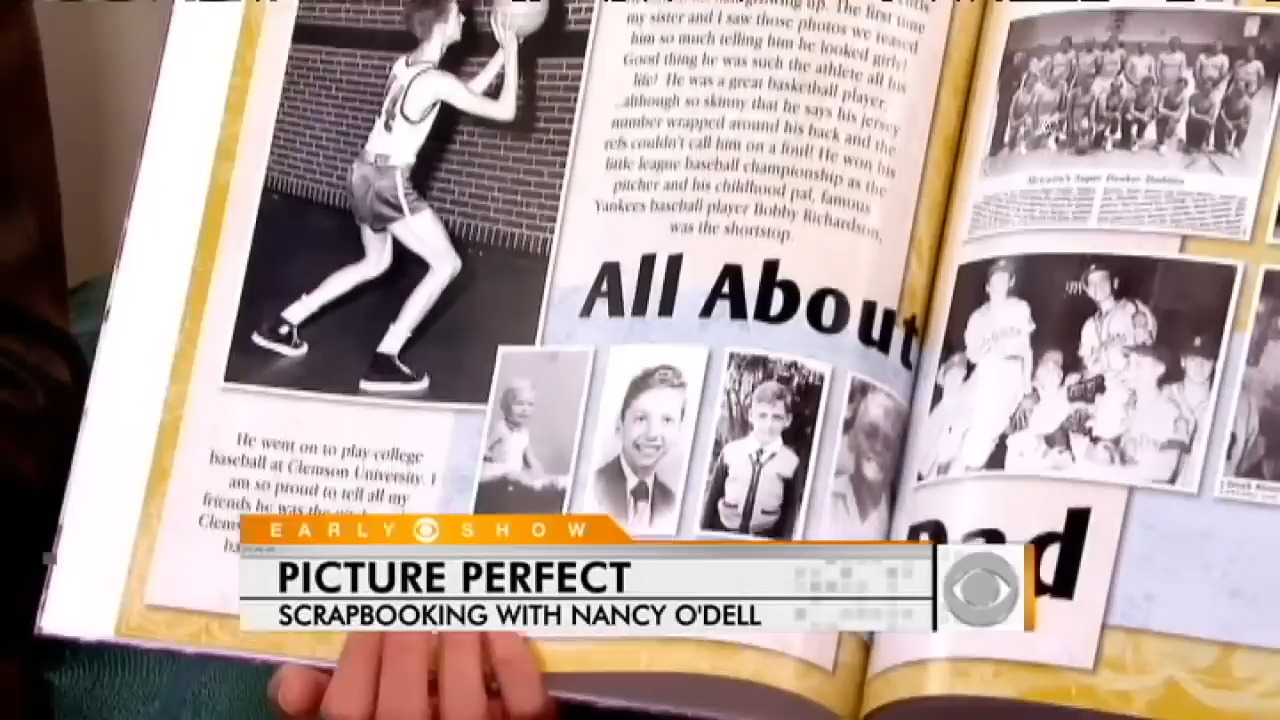 my sister and I saw those photos we teased
him so much telling him he looked girly!
Good thing he was such the athlete all his
life! He was a great basketball player,
although so skinny that he says his jersey
number wrapped around his back and the
refs couldn't call him on a foul! He won his
little league baseball championship as the
pitcher and his childhood pal, famous
Yankees baseball player Bobby Richardson,
was the shortstop.
All About
Dad
He went on to play college
baseball at Clemson University. I
am so proud to tell all my
friends he was the
EARLY SHOW
PICTURE PERFECT
SCRAPBOOKING WITH NANCY O'DELL